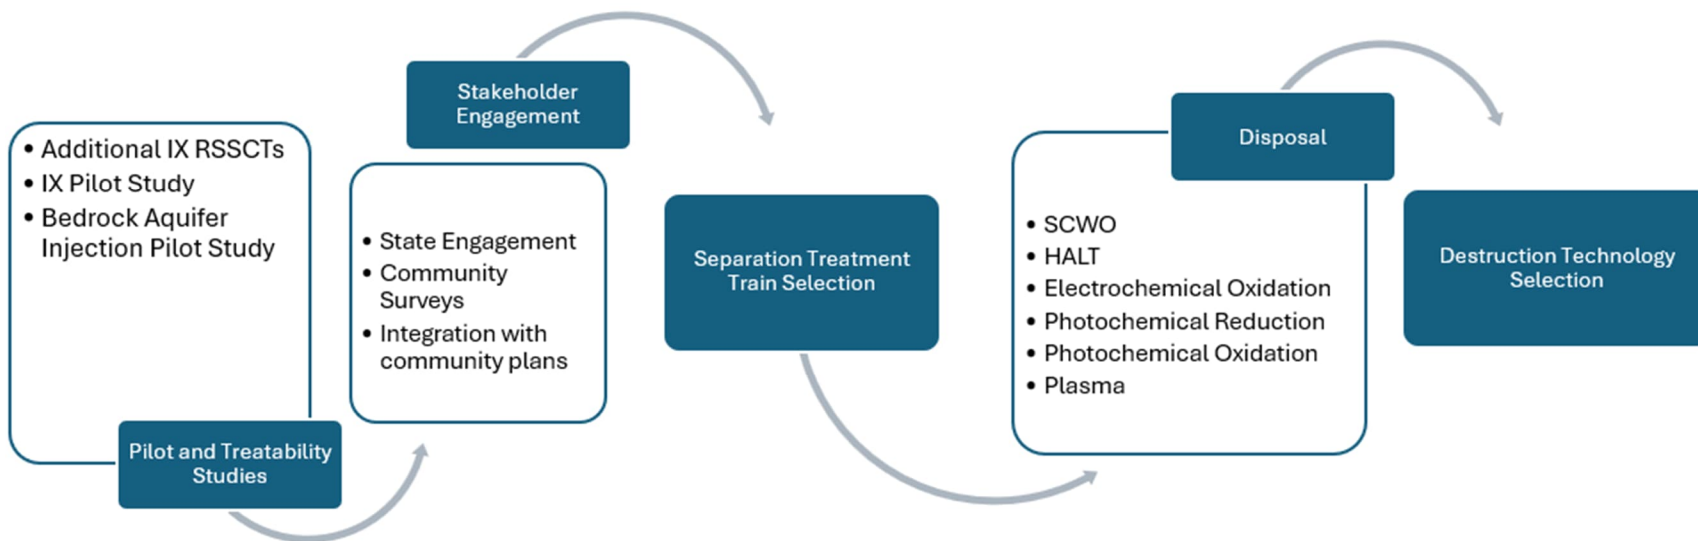 • Additional IX RSSCTs
• IX Pilot Study
• Bedrock Aquifer
Injection Pilot Study
Pilot and Treatability
Studies
Stakeholder
Engagement
• State Engagement
• Community
Surveys
• Integration with
community plans
Separation Treatment
Train Selection
Disposal
• SCWO
• HALT
• Electrochemical Oxidation
• Photochemical Reduction
• Photochemical Oxidation
• Plasma
Destruction Technology
Selection